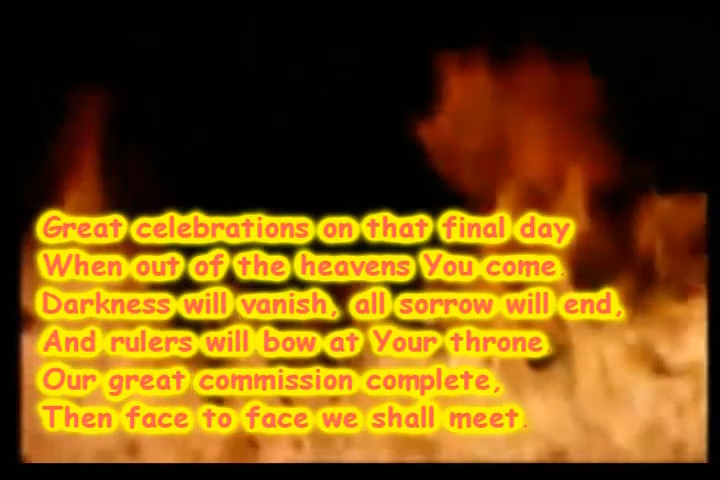 Great celebrations on that final day
When out of the heavens You come.
Darkness will vanish, all sorrow will end,
And rulers will bow at Your throne
Our great commission complete,
Then face to face we shall meet.